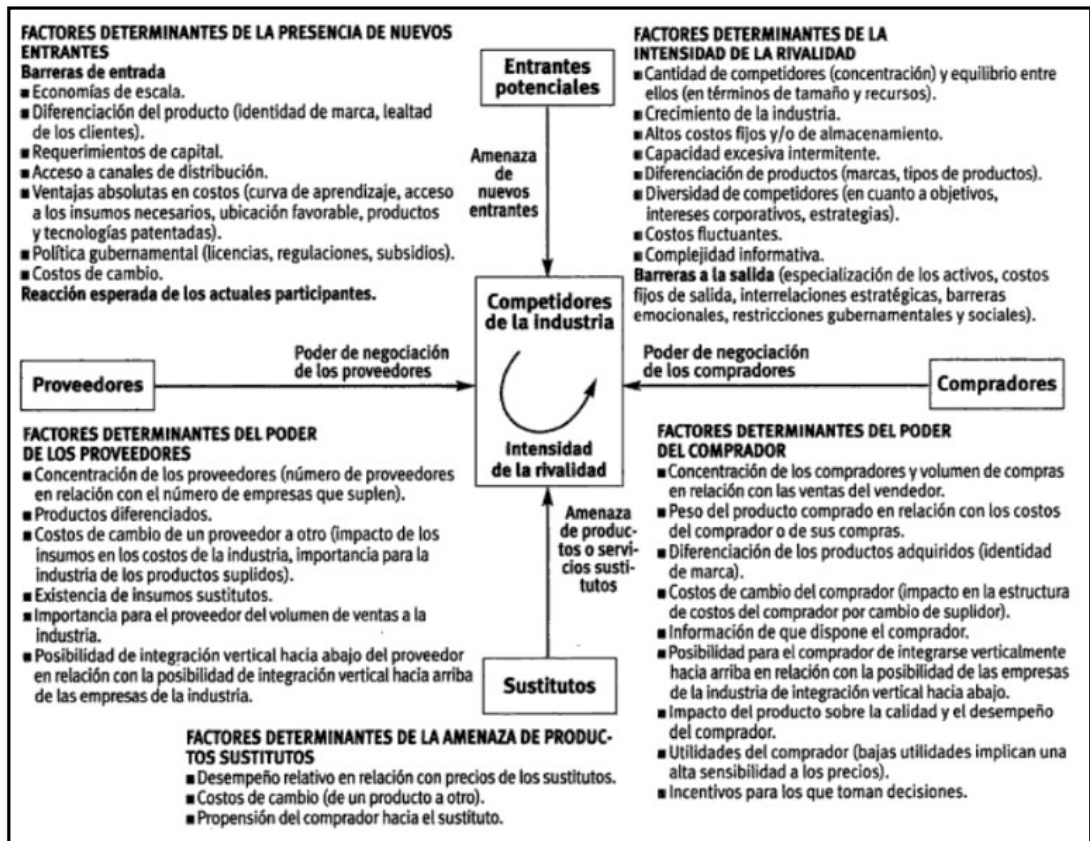 FACTORES DETERMINANTES DE LA PRESENCIA DE NUEVOS
ENTRANTES
Barreras de entrada
■ Economías de escala.
■ Diferenciación del producto (identidad de marca, lealtad
de los clientes).
■ Requerimientos de capital.
■ Acceso a canales de distribución.
■ Ventajas absolutas en costos (curva de aprendizaje, acceso
a los insumos necesarios, ubicación favorable, productos
y tecnologías patentadas).
■ Política gubernamental (licencias, regulaciones, subsidios).
■ Costos de cambio.
Reacción esperada de los actuales participantes.
Entrantes
potenciales
Amenaza
de
nuevos
entrantes
FACTORES DETERMINANTES DE LA
INTENSIDAD DE LA RIVALIDAD
■ Cantidad de competidores (concentración) y equilibrio entre
ellos (en términos de tamaño y recursos).
■ Crecimiento de la industria.
■ Altos costos fijos y/o de almacenamiento.
■ Capacidad excesiva intermitente.
■ Diferenciación de productos (marcas, tipos de productos).
■ Diversidad de competidores (en cuanto a objetivos,
intereses corporativos, estrategias).
■ Costos fluctuantes.
■ Complejidad informativa.
Barreras a la salida (especialización de los activos, costos
fijos de salida, interrelaciones estratégicas, barreras
emocionales, restricciones gubernamentales y sociales).
Proveedores
Poder de negociación
de los proveedores
Competidores
de la industria
Intensidad
de la rivalidad
Poder de negociación
de los compradores
Compradores
FACTORES DETERMINANTES DEL PODER
DE LOS PROVEEDORES
■ Concentración de los proveedores (número de proveedores
en relación con el número de empresas que suplen).
■ Productos diferenciados.
■ Costos de cambio de un proveedor a otro (impacto de los
insumos en los costos de la industria, importancia para la
industria de los productos suplidos).
■ Existencia de insumos sustitutos.
■ Importancia para el proveedor del volumen de ventas a la
industria.
■ Posibilidad de integración vertical hacia abajo del proveedor
en relación con la posibilidad de integración vertical hacia arriba
de las empresas de la industria.
Amenaza
de produc-
tos o servi-
cios susti-
tutos
Sustitutos
FACTORES DETERMINANTES DEL PODER
DEL COMPRADOR
■ Concentración de los compradores y volumen de compras
en relación con las ventas del vendedor.
■ Peso del producto comprado en relación con los costos
del comprador o de sus compras.
■ Diferenciación de los productos adquiridos (identidad
de marca).
■ Costos de cambio del comprador (impacto en la estructura
de costos del comprador por cambio de suplidor).
■ Información de que dispone el comprador.
■ Posibilidad para el comprador de integrarse verticalmente
hacia arriba en relación con la posibilidad de las empresas
de la industria de integración vertical hacia abajo.
■ Impacto del producto sobre la calidad y el desempeño
del comprador.
■ Utilidades del comprador (bajas utilidades implican una
alta sensibilidad a los precios).
■ Incentivos para los que toman decisiones.
FACTORES DETERMINANTES DE LA AMENAZA DE PRODUC-
TOS SUSTITUTOS
■ Desempeño relativo en relación con precios de los sustitutos.
■ Costos de cambio (de un producto a otro).
■ Propensión del comprador hacia el sustituto.